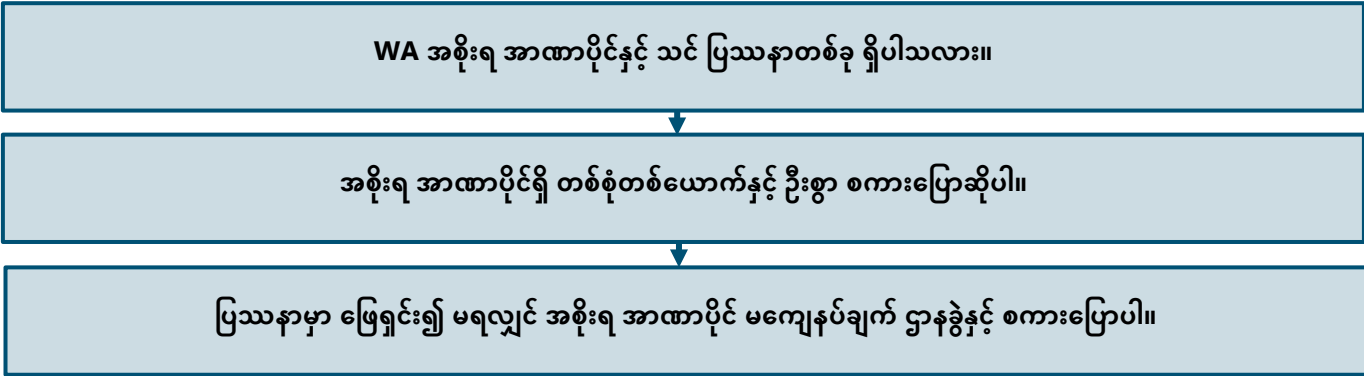 WA အစိုးရ အာဏာပိုင်နှင့် သင် ပြဿနာတစ်ခု ရှိပါသလား။
အစိုးရ အာဏာပိုင်ရှိ တစ်စုံတစ်ယောက်နှင့် ဦးစွာ စကားပြောဆိုပါ။
ပြဿနာမှာ ဖြေရှင်း၍ မရလျှင် အစိုးရ အာဏာပိုင် မကျေနပ်ချက် ဌာနခွဲနှင့် စကားပြောပါ။